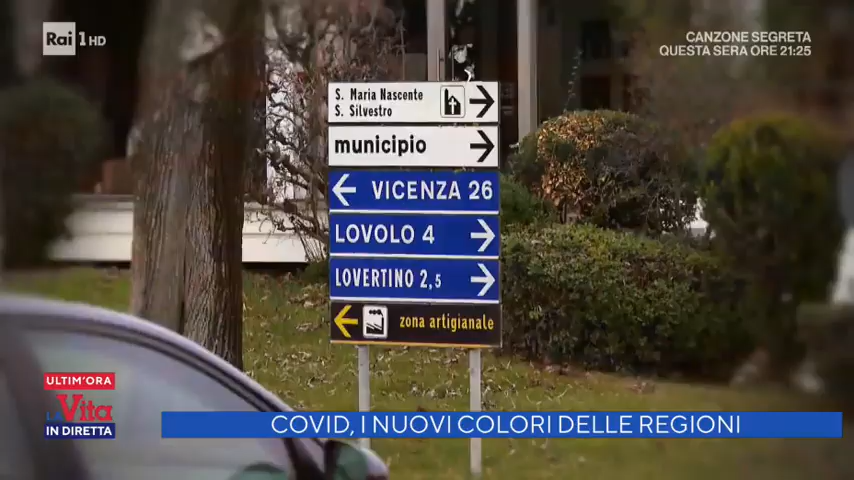 Rai 1 HD
CANZONE SEGRETA
QUESTA SERA ORE 21:25
S. Maria Nascente
S. Silvestro
municipio
VICENZA 26
LOVOLO 4
LOVERTINO 2,5
zona artigianale
ULTIM'ORA
LA Vita
IN DIRETTA
COVID, I NUOVI COLORI DELLE REGIONI